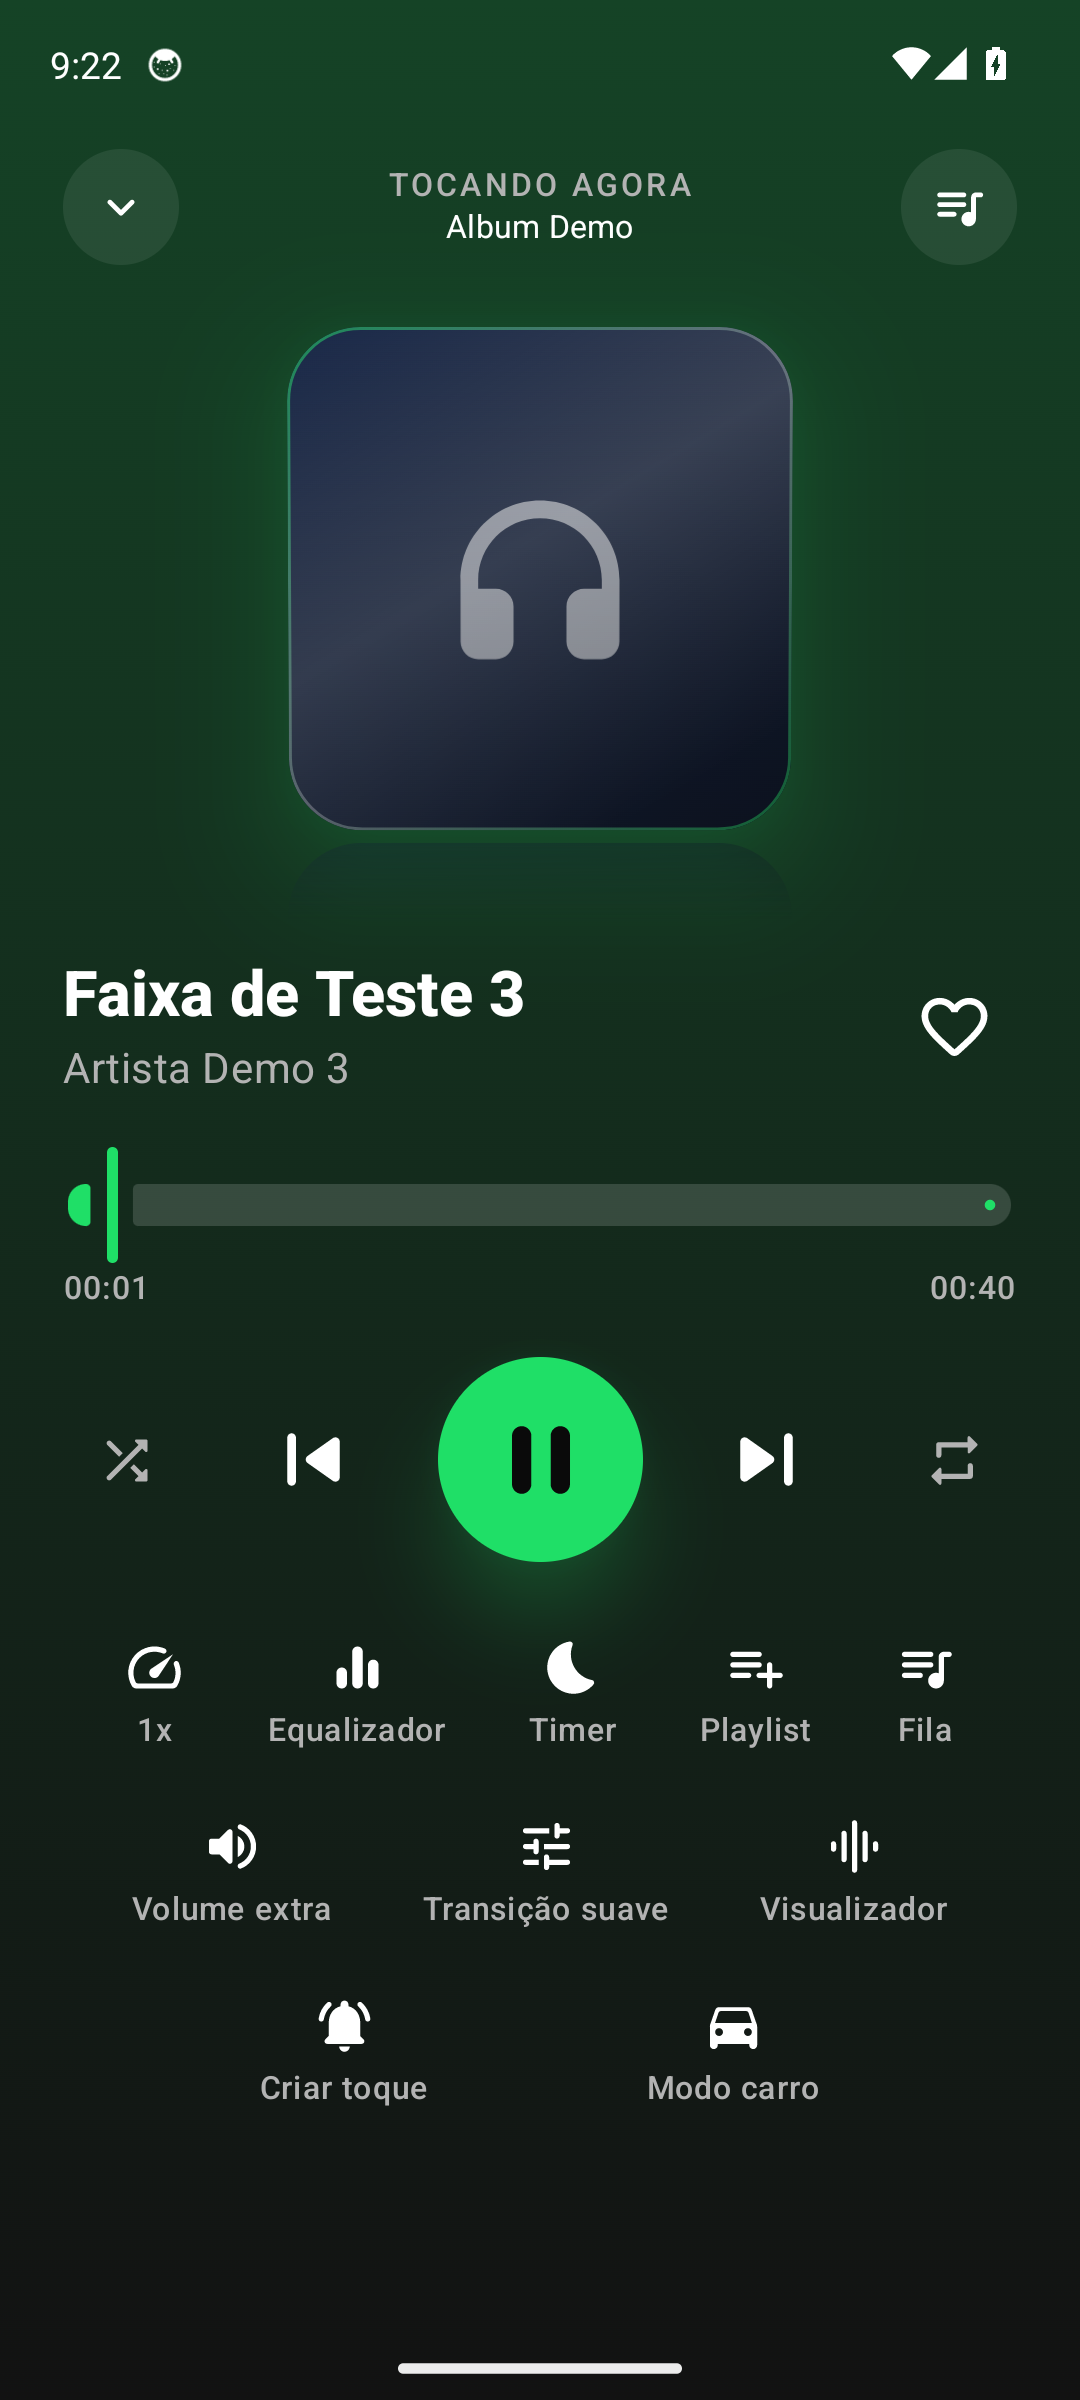 9:22
TOCANDO AGORA
Album Demo
Faixa de Teste 3
Artista Demo 3
00:01 00:40
1x Equalizador Timer Playlist Fila
Volume extra Transição suave Visualizador
Criar toque Modo carro